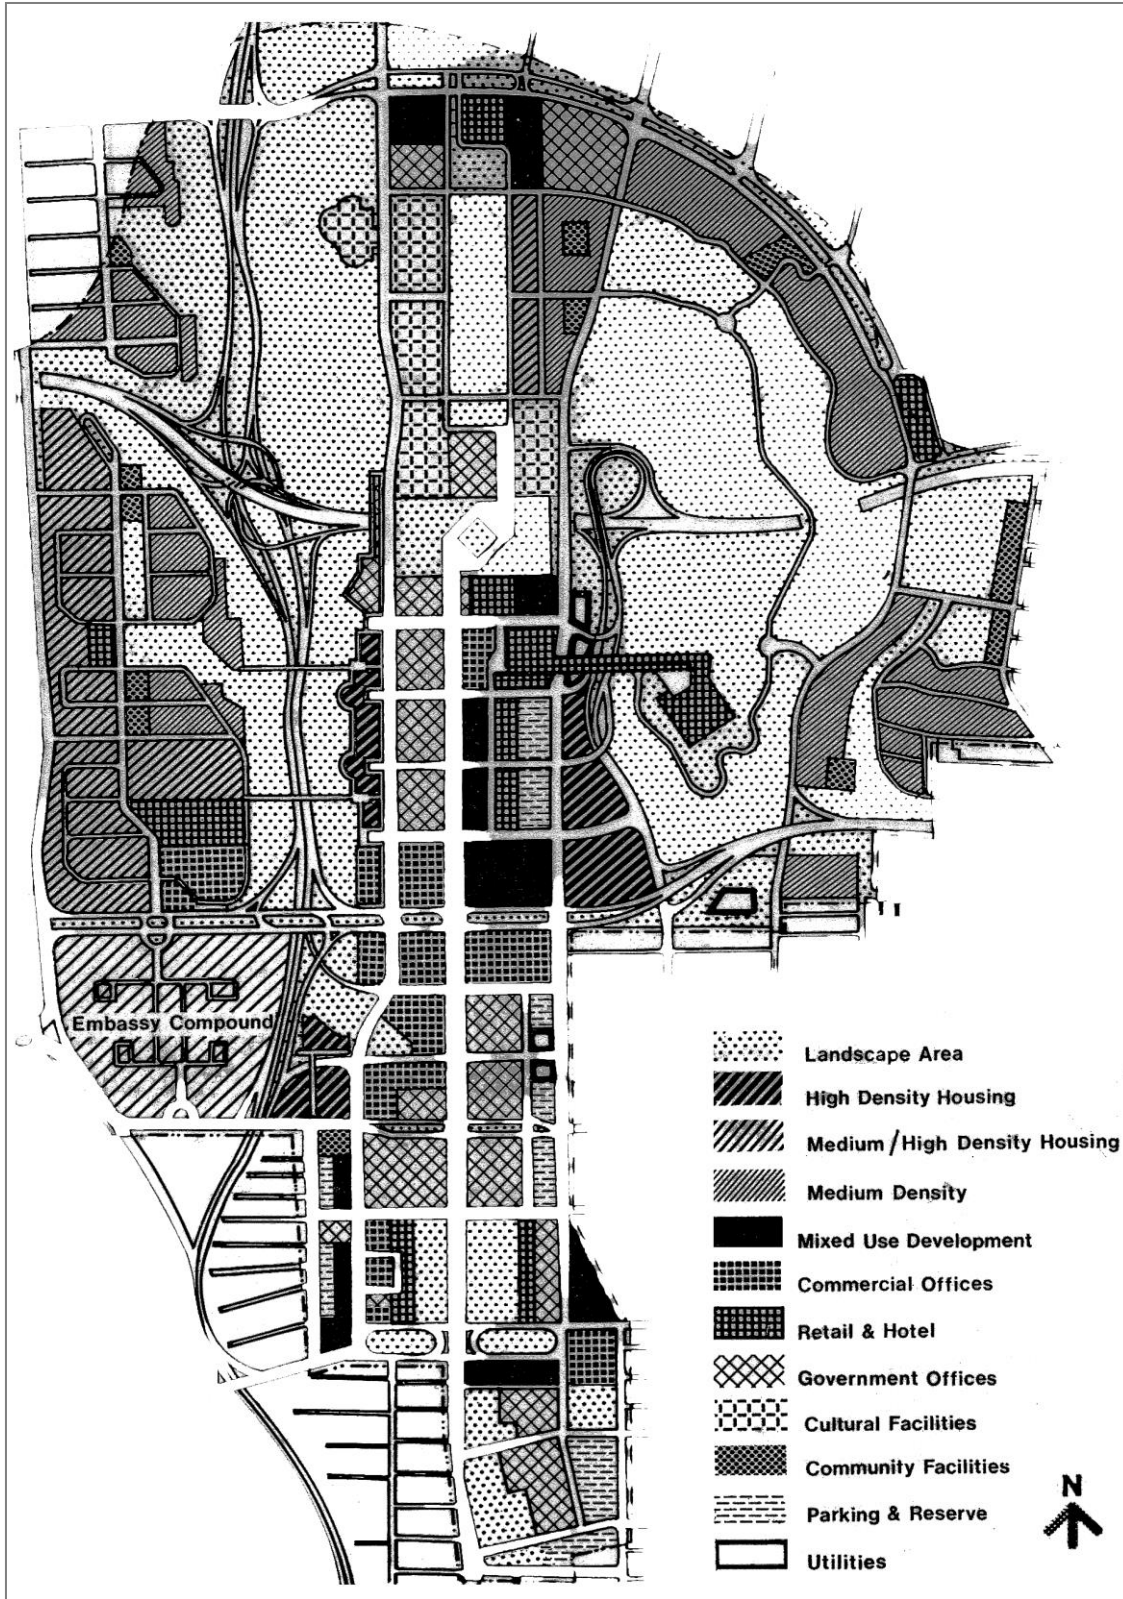 Embassy Compound
Landscape Area
High Density Housing
Medium/High Density Housing
Medium Density
Mixed Use Development
Commercial Offices
Retail & Hotel
Government Offices
Cultural Facilities
Community Facilities
Parking & Reserve
Utilities
N